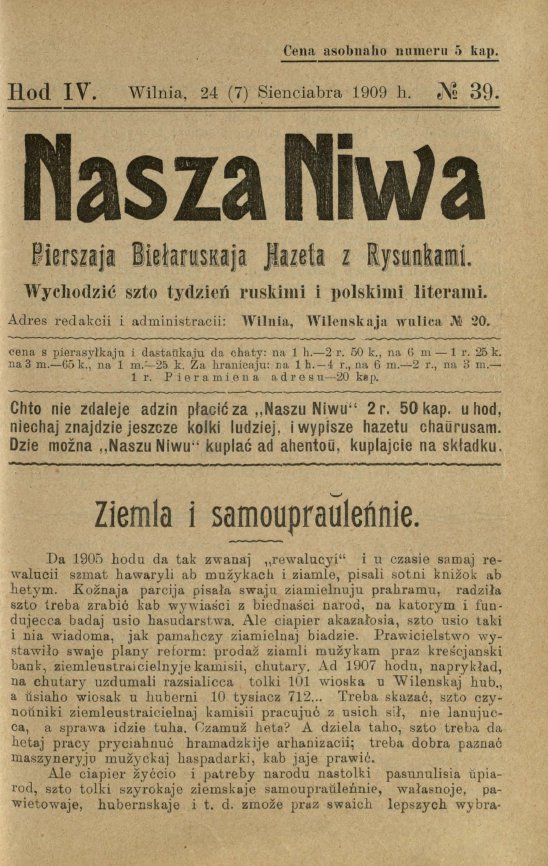 Cena asobnaho numeru 5 kap.
Hod IV. Wilnia, 24 (7) Sienciabra 1909 h. № 39.
Nasza Niwa
Pierszaja Biełaruskaja Hazeta z Rysunkami.
Wychodzić szto tydzień ruskimi i polskimi literami.
Adres redakcii i administracii: Wilnia, Wilenskaja wulica № 20.
cena s pierasyłkaju i dastaŭkaju da chaty: na 1 h.—2 r. 50 k., na 6 m — 1 r. 25 k.
na 3 m.—65 k., na 1 m.—25 k. Za hranicaju: na 1 h.—4 r., na 6 m.—2 r., na 3 m.—
1 r. Pieramiena adresu—20 kap.
Chto nie zdaleje adzin płacić za „Naszu Niwu“ 2 r. 50 kap. u hod,
niechaj znajdzie jeszcze kolki ludziej, i wypisze hazetu chaŭrusam.
Dzie można „Naszu Niwu“ kuplać ad ahentoŭ, kuplajcie na składku.
Ziemla i samoupraŭleńnie.
Da 1905 hodu da tak zwanaj „rewalucyi“ i u czasie samaj re-
walucii szmat hawaryli ab mużykach i ziamle, pisali sotni kniżok ab
hetym. Kożnaja parcija pisała swaju ziamielnuju prahramu, radziła
szto treba zrabić kab wywiaści z biednaści narod, na katorym i fun-
dujecca badaj usio hasudarstwa. Ale ciapier akazałosia, szto usio taki
i nia wiadoma, jak pamahczy ziamielnaj biadzie. Prawicielstwo wy-
stawiło swaje plany reform: prodaż ziamli mużykam praz kreścjanski
bank, ziemleustraicielnyje kamisii, chutary. Ad 1907 hodu, naprykład,
na chutary uzdumali razsialicca tolki 101 wioska u Wilenskaj hub.,
a ŭsiaho wiosak u huberni 10 tysiacz 712... Treba skazać, szto czy-
noŭniki ziemleustraicielnaj kamisii pracujuć z usich sił, nie lanujuc-
ca, a sprawa idzie tuha. Czamuż heta? A dziela taho, szto treba da
hetaj pracy pryciahnuć hramadzkije arhanizacii; treba dobra paznać
maszyneryju mużyckaj haspadarki, kab jaje prawić.
Ale ciapier żyćcio i patreby narodu nastolki pasunulisia ŭpia-
rod, szto tolki szyrokaje ziemskaje samoupraŭleńnie, wałasnoje, pa-
wietowaje, hubernskaje i t. d. zmoże praz swaich lepszych wybra-